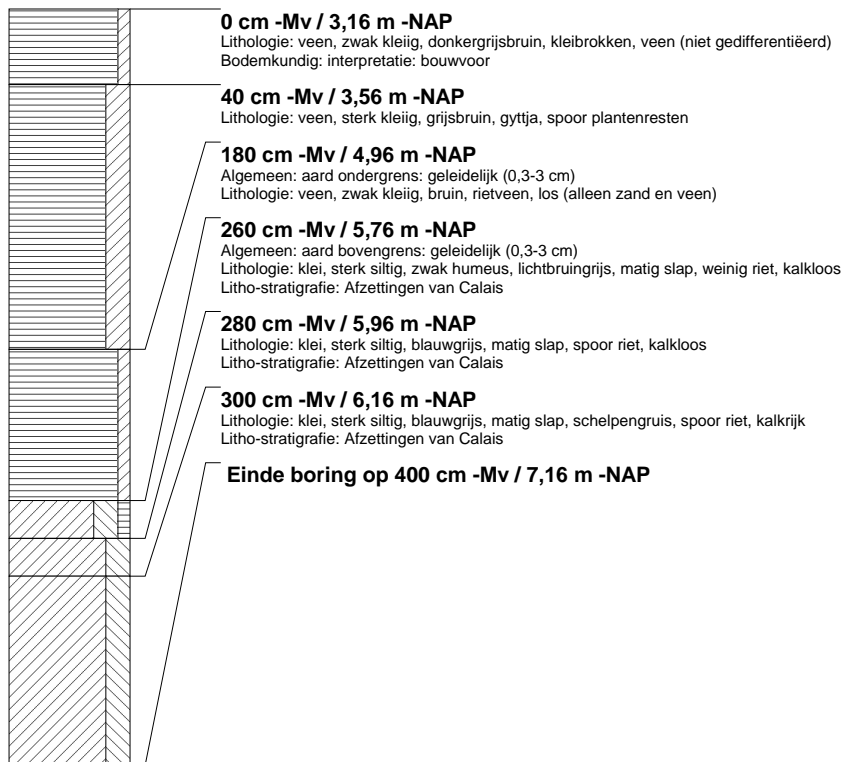 0 cm -Mv / 3,16 m -NAP
Lithologie: veen, zwak kleiig, donkergrijsbruin, kleibrokken, veen (niet gedifferentiëerd)
Bodemkundig: interpretatie: bouwvoor
40 cm -Mv / 3,56 m -NAP
Lithologie: veen, sterk kleiig, grijsbruin, gyttja, spoor plantenresten
180 cm -Mv / 4,96 m -NAP
Algemeen: aard ondergrens: geleidelijk (0,3-3 cm)
Lithologie: veen, zwak kleiig, bruin, rietveen, los (alleen zand en veen)
260 cm -Mv / 5,76 m -NAP
Algemeen: aard bovengrens: geleidelijk (0,3-3 cm)
Lithologie: klei, sterk siltig, zwak humeus, lichtbruingrijs, matig slap, weinig riet, kalkloos
Litho-stratigrafie: Afzettingen van Calais
280 cm -Mv / 5,96 m -NAP
Lithologie: klei, sterk siltig, blauwgrijs, matig slap, spoor riet, kalkloos
Litho-stratigrafie: Afzettingen van Calais
300 cm -Mv / 6,16 m -NAP
Lithologie: klei, sterk siltig, blauwgrijs, matig slap, schelpengruis, spoor riet, kalkrijk
Litho-stratigrafie: Afzettingen van Calais
Einde boring op 400 cm -Mv / 7,16 m -NAP